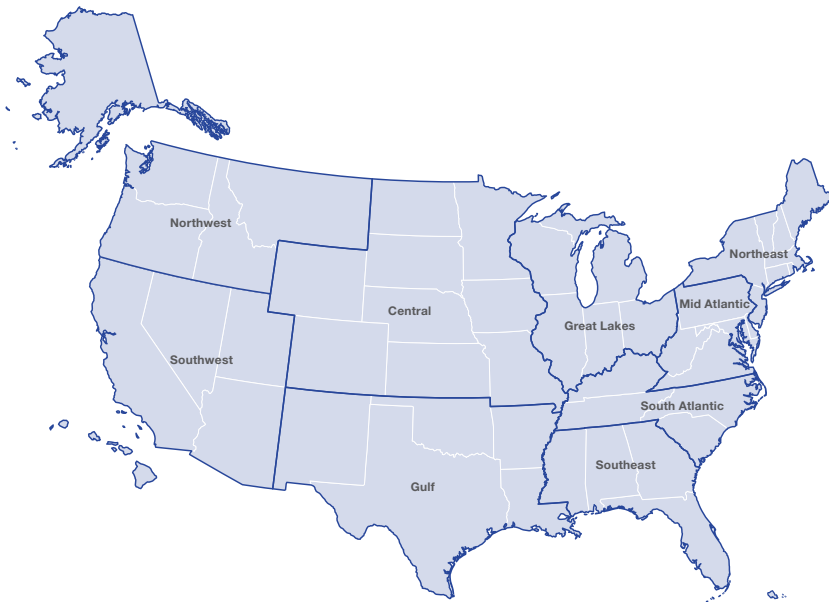 Northwest
Northeast
Mid Atlantic
Central
Great Lakes
Southwest
South Atlantic
Southeast
Gulf